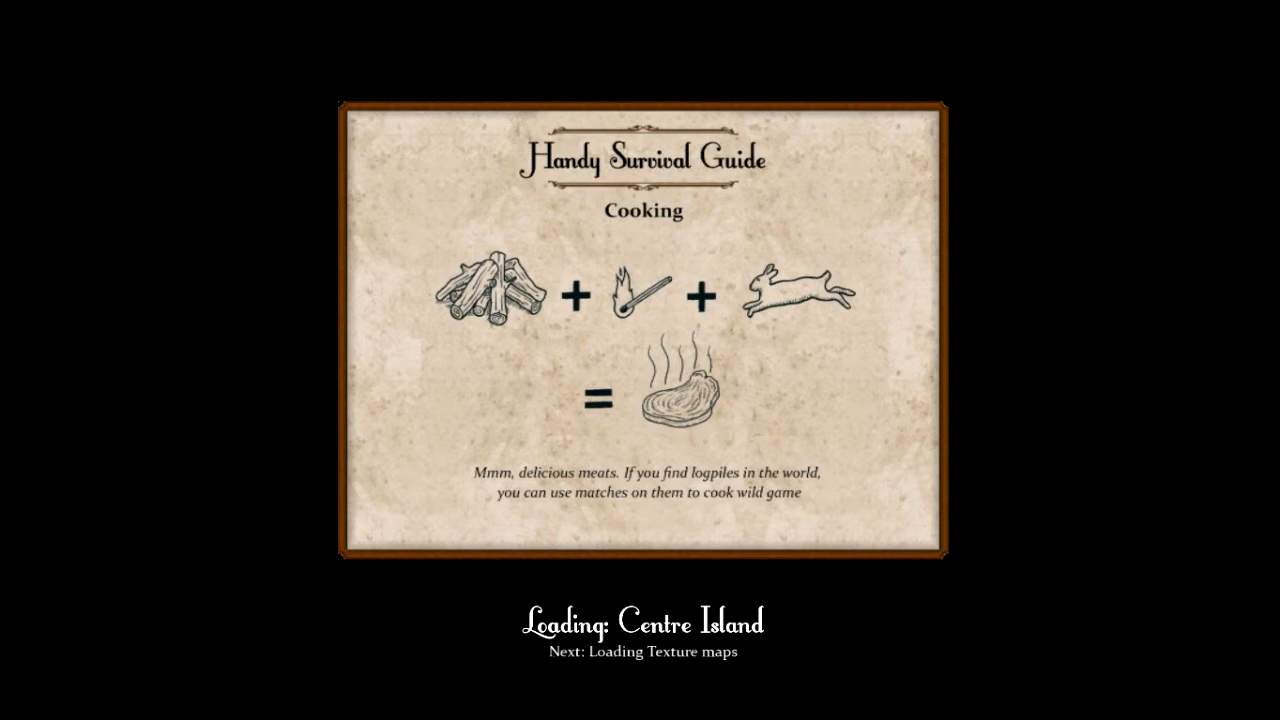 Handy Survival Guide
Cooking
+ +
=
Mmm, delicious meats. If you find logpiles in the world,
you can use matches on them to cook wild game
Loading: Centre Island
Next: Loading Texture maps